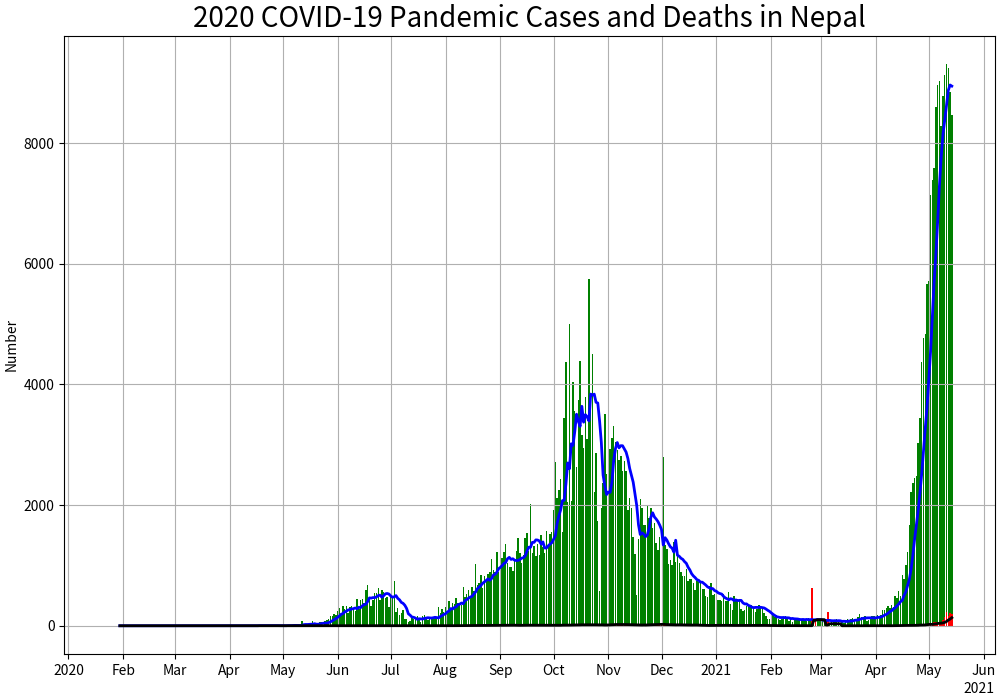 2020 COVID-19 Pandemic Cases and Deaths in Nepal
Number
8000
6000
4000
2000
0
2020 Feb Mar Apr May Jun Jul Aug Sep Oct Nov Dec 2021 Feb Mar Apr May Jun
2021